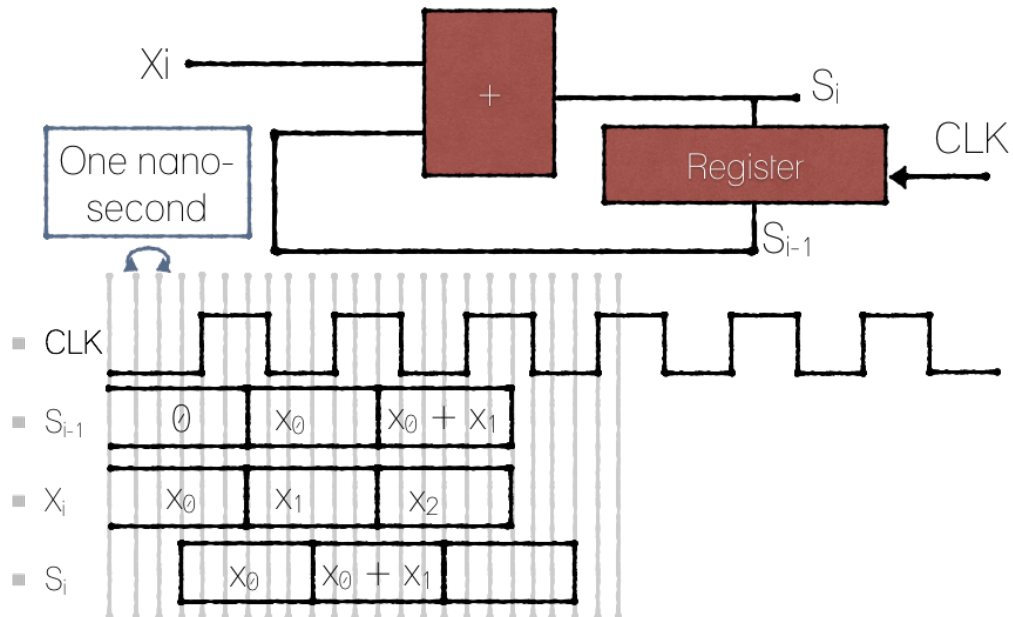 Xi
+
Si
One nano-
second
Register
CLK
Si-1
CLK
Si-1
0
x0
x0 + x1
Xi
x0
x1
x2
Si
x0
x0 + x1